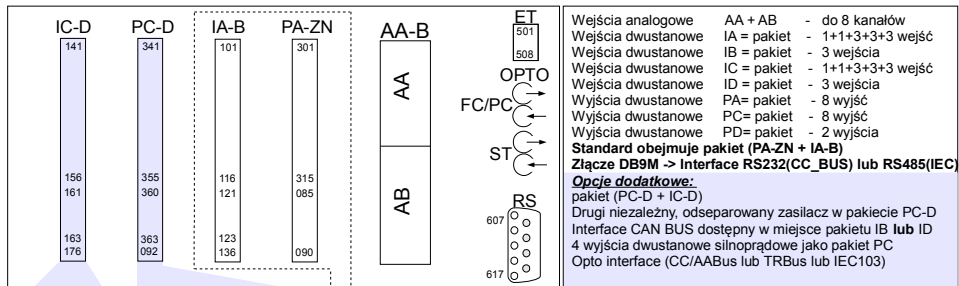 IC-D PC-D IA-B PA-ZN AA-B ET
141 341 101 301 501
508
OPTO
AA
FC/PC
ST
156 355 116 315
161 360 121 085
AB
RS
607
163 363 123
176 092 136 090
617
Wejścia analogowe AA + AB - do 8 kanałów
Wejścia dwustanowe IA = pakiet - 1+1+3+3+3 wejść
Wejścia dwustanowe IB = pakiet - 3 wejścia
Wejścia dwustanowe IC = pakiet - 1+1+3+3+3 wejść
Wejścia dwustanowe ID = pakiet - 3 wejścia
Wyjścia dwustanowe PA= pakiet - 8 wyjść
Wyjścia dwustanowe PC= pakiet - 8 wyjść
Wyjścia dwustanowe PD= pakiet - 2 wyjścia
Standard obejmuje pakiet (PA-ZN + IA-B)
Złącze DB9M -> Interface RS232(CC_BUS) lub RS485(IEC)
Opcje dodatkowe:
pakiet (PC-D + IC-D)
Drugi niezależny, odseparowany zasilacz w pakiecie PC-D
Interface CAN BUS dostępny w miejsce pakietu IB lub ID
4 wyjścia dwustanowe silnoprądowe jako pakiet PC
Opto interface (CC/AABus lub TRBus lub IEC103)